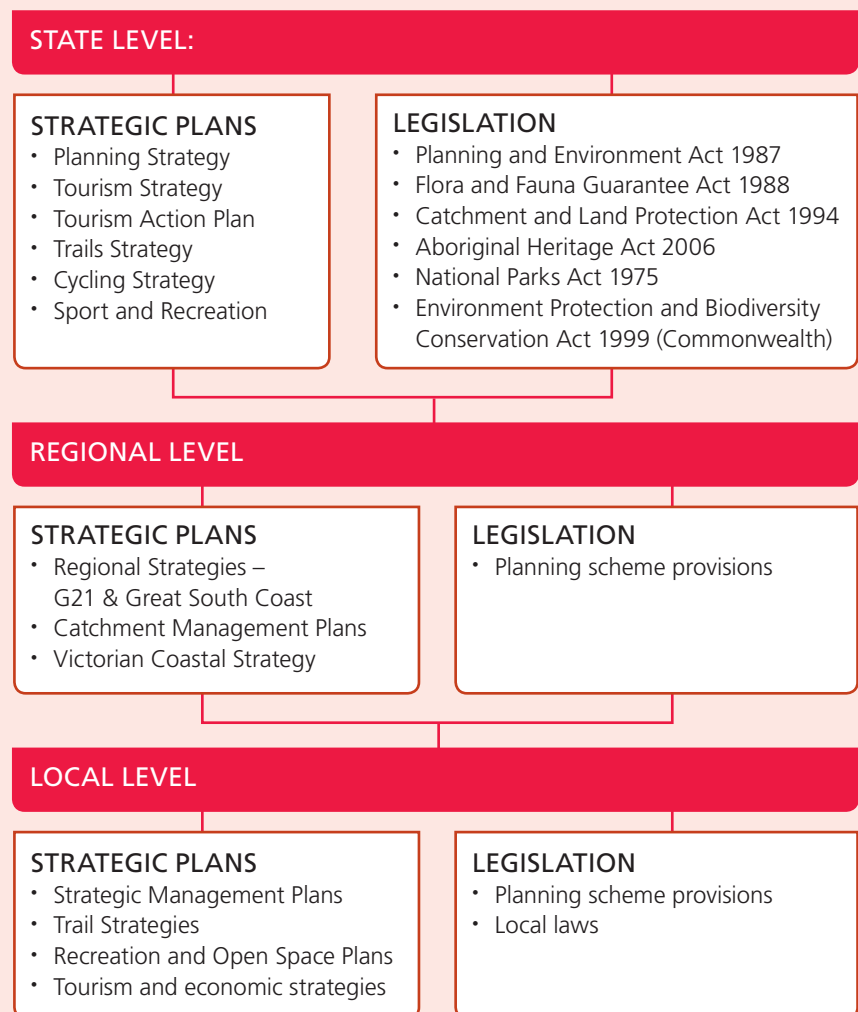 STATE LEVEL:
STRATEGIC PLANS
• Planning Strategy
• Tourism Strategy
• Tourism Action Plan
• Trails Strategy
• Cycling Strategy
• Sport and Recreation
LEGISLATION
• Planning and Environment Act 1987
• Flora and Fauna Guarantee Act 1988
• Catchment and Land Protection Act 1994
• Aboriginal Heritage Act 2006
• National Parks Act 1975
• Environment Protection and Biodiversity
Conservation Act 1999 (Commonwealth)
REGIONAL LEVEL
STRATEGIC PLANS
• Regional Strategies –
G21 & Great South Coast
• Catchment Management Plans
• Victorian Coastal Strategy
LEGISLATION
• Planning scheme provisions
LOCAL LEVEL
STRATEGIC PLANS
• Strategic Management Plans
• Trail Strategies
• Recreation and Open Space Plans
• Tourism and economic strategies
LEGISLATION
• Planning scheme provisions
• Local laws